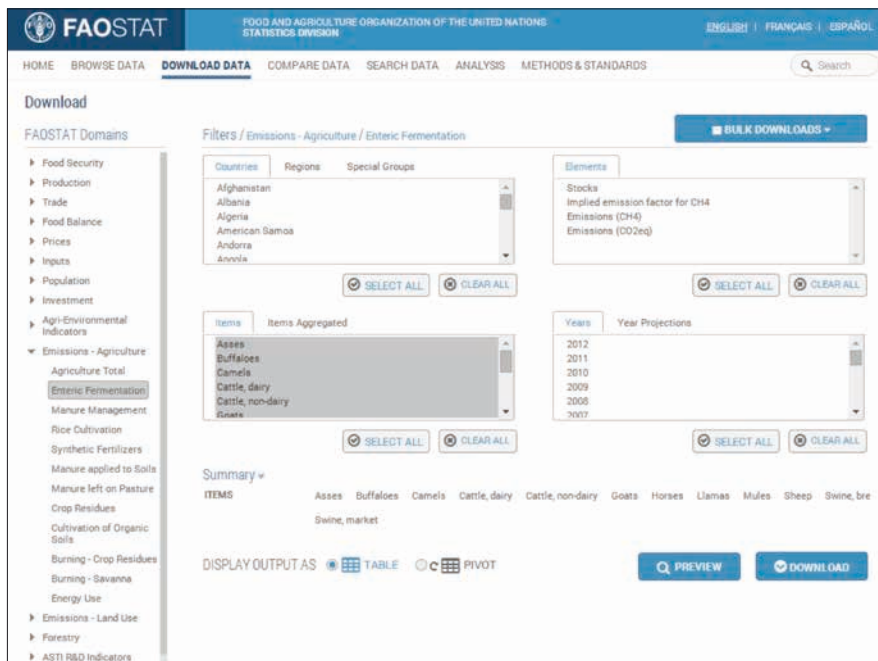 FAOSTAT
FOOD AND AGRICULTURE ORGANIZATION OF THE UNITED NATIONS
STATISTICS DIVISION
ENGLISH | FRANÇAIS | ESPAÑOL
HOME BROWSE DATA DOWNLOAD DATA COMPARE DATA SEARCH DATA ANALYSIS METHODS & STANDARDS Search
Download
FAOSTAT Domains
Food Security
Production
Trade
Food Balance
Prices
Inputs
Population
Investment
Agri-Environmental
Indicators
Emissions - Agriculture
Agriculture Total
Enteric Fermentation
Manure Management
Rice Cultivation
Synthetic Fertilizers
Manure applied to Soils
Manure left on Pasture
Crop Residues
Cultivation of Organic
Soils
Burning - Crop Residues
Burning - Savanna
Energy Use
Emissions - Land Use
Forestry
ASTI R&D Indicators
Filters / Emissions - Agriculture / Enteric Fermentation
BULK DOWNLOADS
Countries Regions Special Groups
Afghanistan
Albania
Algeria
American Samoa
Andorra
Angola
SELECT ALL CLEAR ALL
Elements
Stocks
Implied emission factor for CH4
Emissions (CH4)
Emissions (CO2eq)
SELECT ALL CLEAR ALL
Items Items Aggregated
Asses
Buffaloes
Camels
Cattle, dairy
Cattle, non-dairy
Goats
SELECT ALL CLEAR ALL
Years Year Projections
2012
2011
2010
2009
2008
2007
SELECT ALL CLEAR ALL
Summary
ITEMS Asses Buffaloes Camels Cattle, dairy Cattle, non-dairy Goats Horses Llamas Mules Sheep Swine, bre
Swine, market
DISPLAY OUTPUT AS TABLE PIVOT
PREVIEW DOWNLOAD